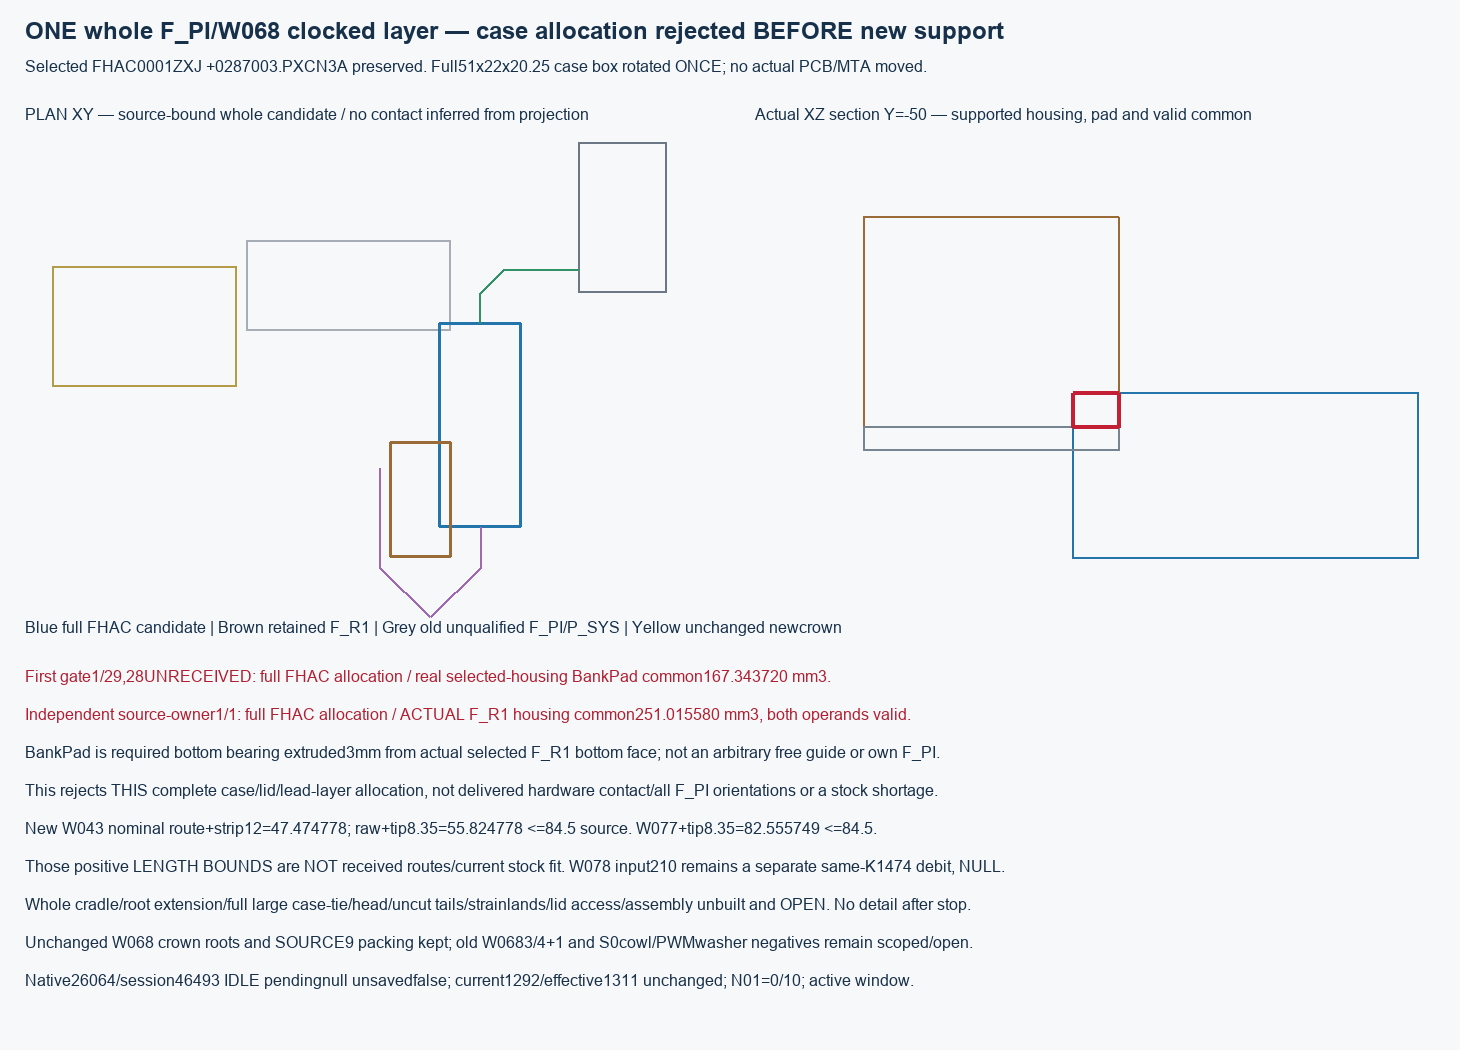 ONE whole F_PI/W068 clocked layer — case allocation rejected BEFORE new support
Selected FHAC0001ZXJ +0287003.PXCN3A preserved. Full51x22x20.25 case box rotated ONCE; no actual PCB/MTA moved.
PLAN XY — source-bound whole candidate / no contact inferred from projection
Actual XZ section Y=-50 — supported housing, pad and valid common
Blue full FHAC candidate | Brown retained F_R1 | Grey old unqualified F_PI/P_SYS | Yellow unchanged newcrown
First gate1/29,28UNRECEIVED: full FHAC allocation / real selected-housing BankPad common167.343720 mm3.
Independent source-owner1/1: full FHAC allocation / ACTUAL F_R1 housing common251.015580 mm3, both operands valid.
BankPad is required bottom bearing extruded3mm from actual selected F_R1 bottom face; not an arbitrary free guide or own F_PI.
This rejects THIS complete case/lid/lead-layer allocation, not delivered hardware contact/all F_PI orientations or a stock shortage.
New W043 nominal route+strip12=47.474778; raw+tip8.35=55.824778 <=84.5 source. W077+tip8.35=82.555749 <=84.5.
Those positive LENGTH BOUNDS are NOT received routes/current stock fit. W078 input210 remains a separate same-K1474 debit, NULL.
Whole cradle/root extension/full large case-tie/head/uncut tails/strainlands/lid access/assembly unbuilt and OPEN. No detail after stop.
Unchanged W068 crown roots and SOURCE9 packing kept; old W0683/4+1 and S0cowl/PWMwasher negatives remain scoped/open.
Native26064/session46493 IDLE pendingnull unsavedfalse; current1292/effective1311 unchanged; N01=0/10; active window.